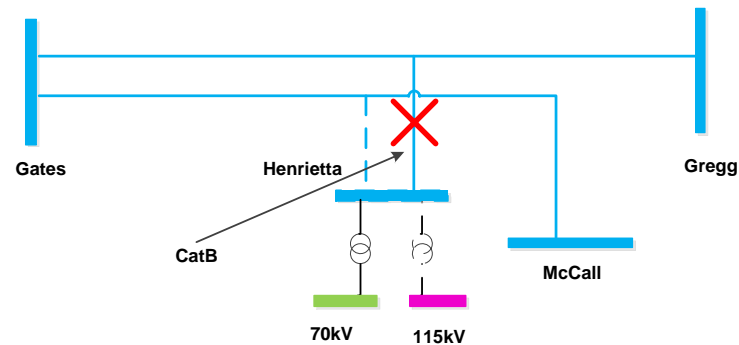 Gates
Henrietta
Gregg
CatB
McCall
70kV
115kV